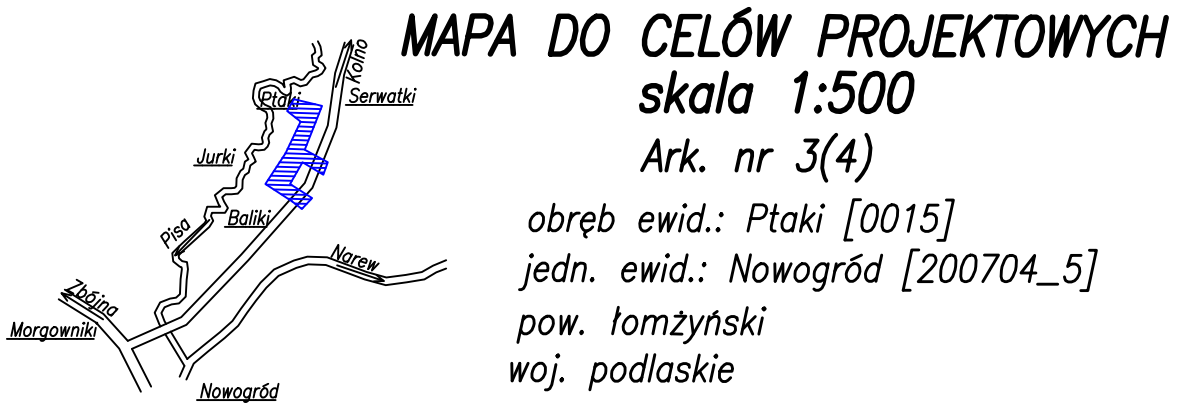 MAPA DO CELÓW PROJEKTOWYCH
skala 1:500
Ark. nr 3(4)
obręb ewid.: Ptaki [0015]
jedn. ewid.: Nowogród [200704_5]
pow. łomżyński
woj. podlaskie
Kolno
Ptaki
Serwatki
Jurki
Baliki
Pisa
Narew
Zbójna
Morgowniki
Nowogród